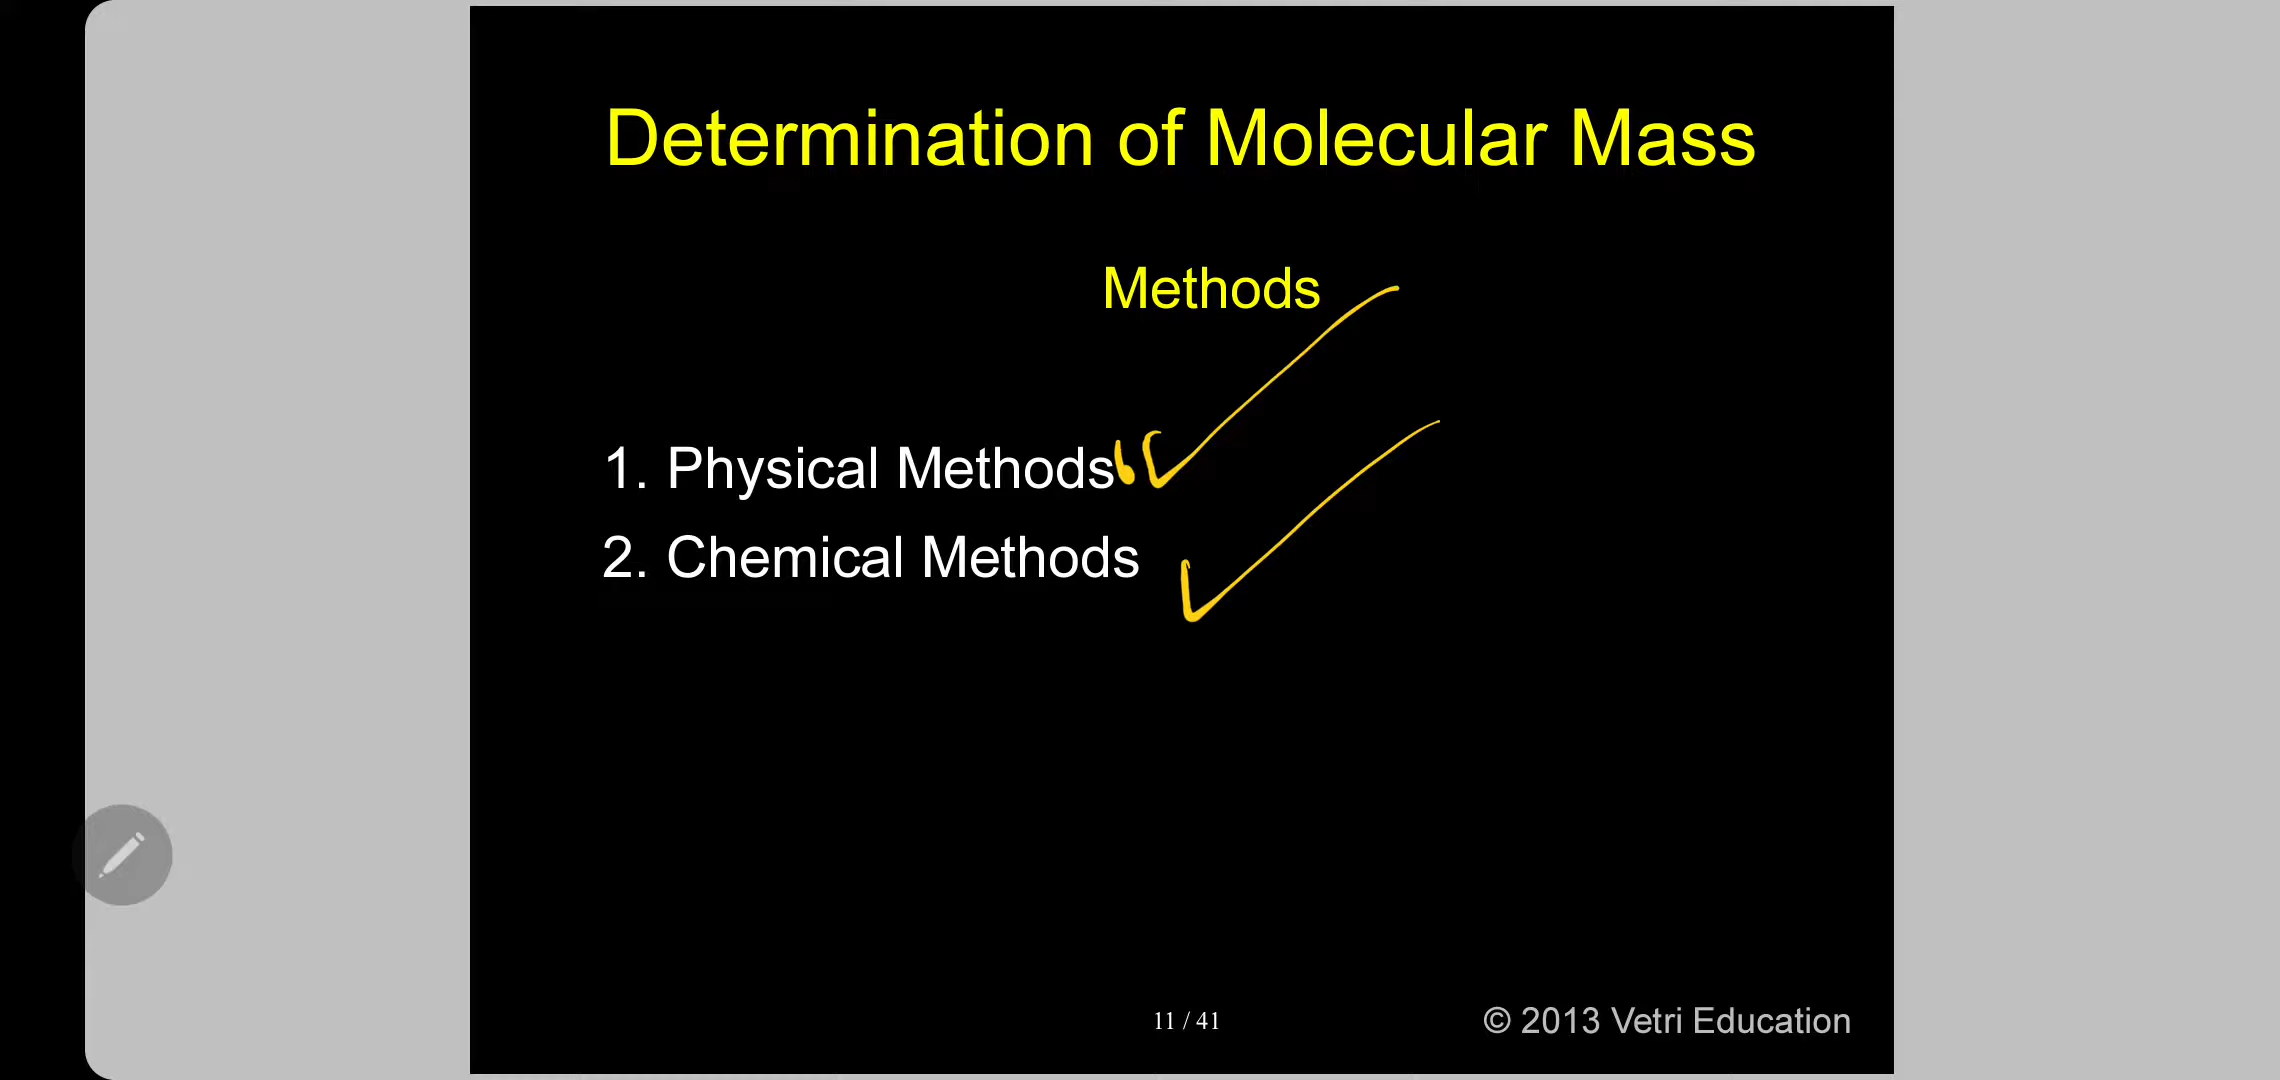 Determination of Molecular Mass
Methods
1. Physical Methods
2. Chemical Methods
11 / 41
© 2013 Vetri Education